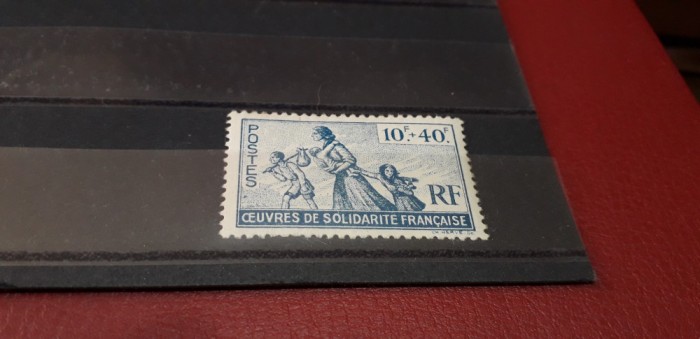 POSTES
10F.+40F.
RF
ŒUVRES DE SOLIDARITE FRANÇAISE